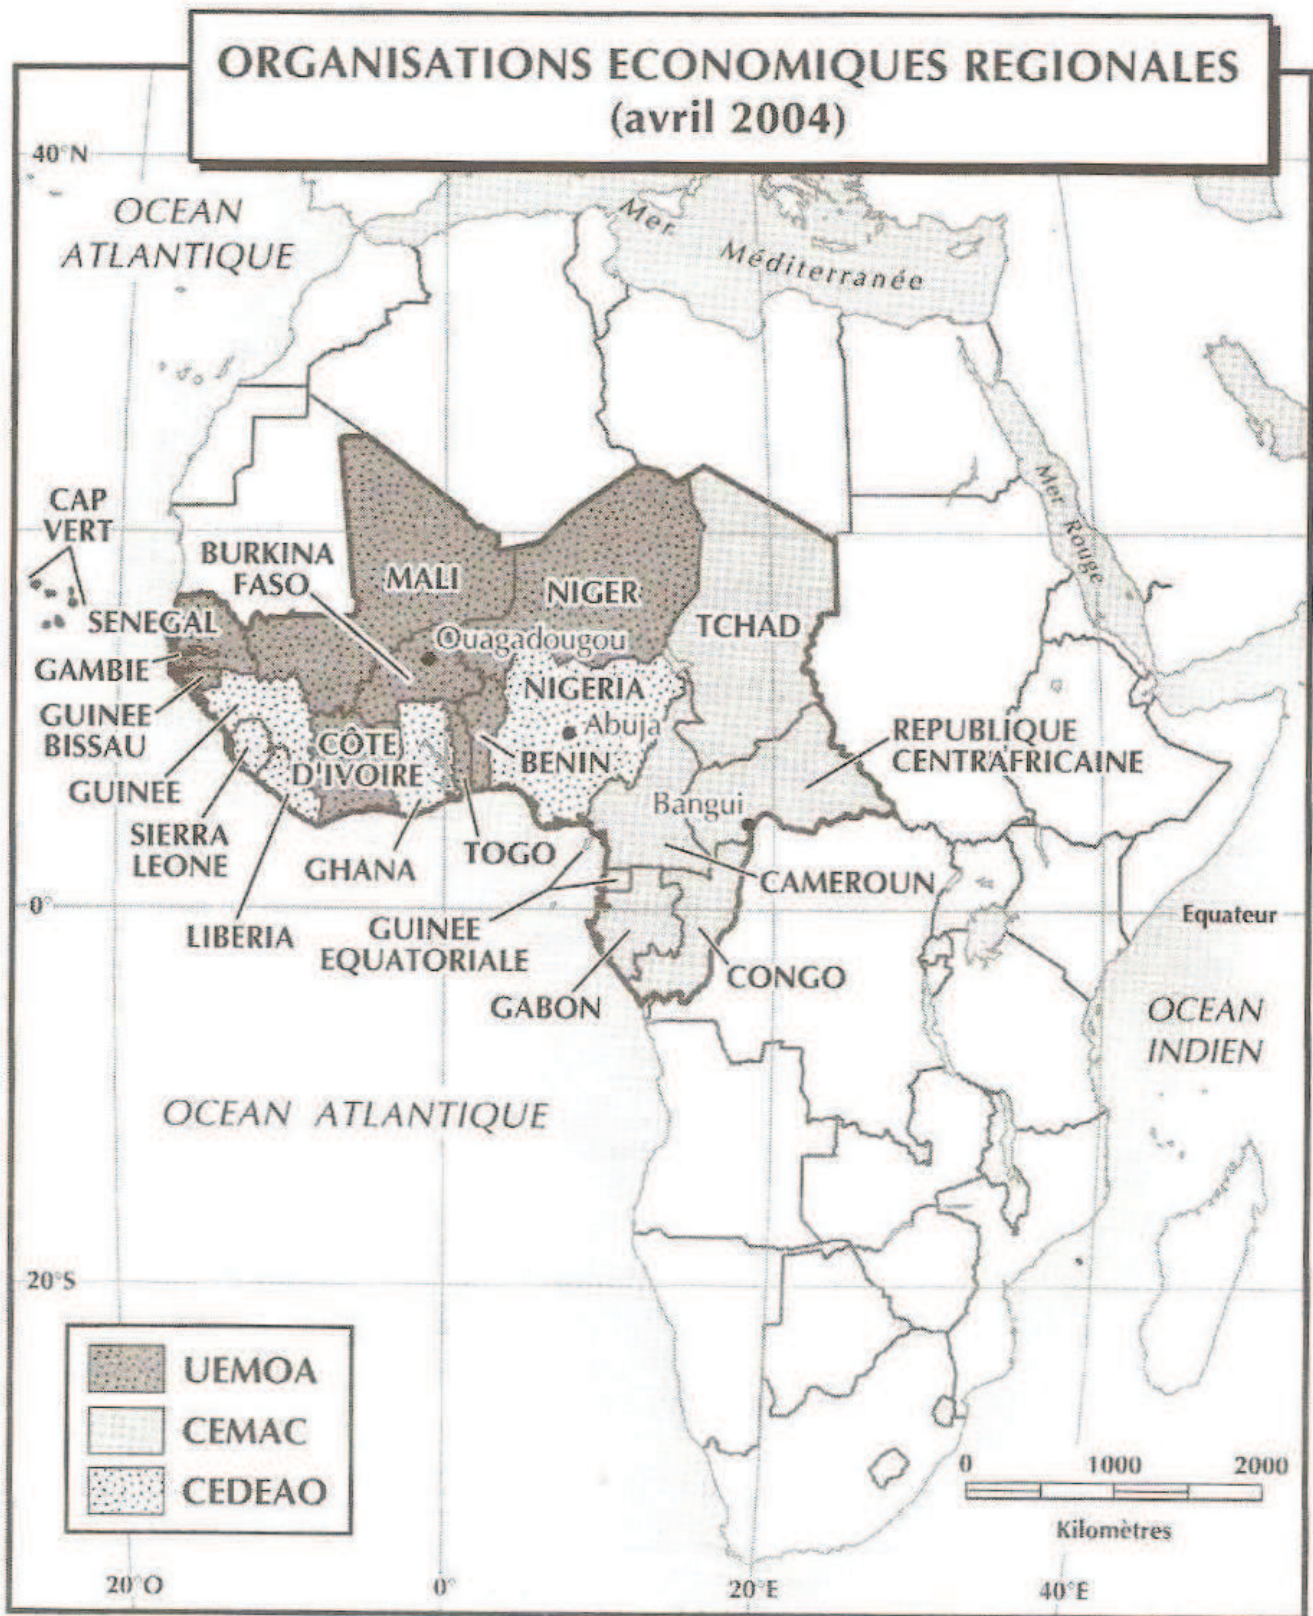 ORGANISATIONS ECONOMIQUES REGIONALES
(avril 2004)
40°N
OCEAN
ATLANTIQUE
Mer
Méditerranée
Mer Rouge
CAP
VERT
BURKINA
FASO
MALI
NIGER
TCHAD
SENEGAL
Ouagadougou
GAMBIE
NIGERIA
GUINEE
BISSAU
Abuja
REPUBLIQUE
CENTRAFRICAINE
CÔTE
D'IVOIRE
BENIN
GUINEE
Bangui
SIERRA
LEONE
GHANA
TOGO
CAMEROUN
0°
Equateur
LIBERIA
GUINEE
EQUATORIALE
CONGO
GABON
OCEAN
INDIEN
OCEAN ATLANTIQUE
20°S
UEMOA
CEMAC
CEDEAO
0 1000 2000
Kilomètres
20°O 0° 20°E 40°E